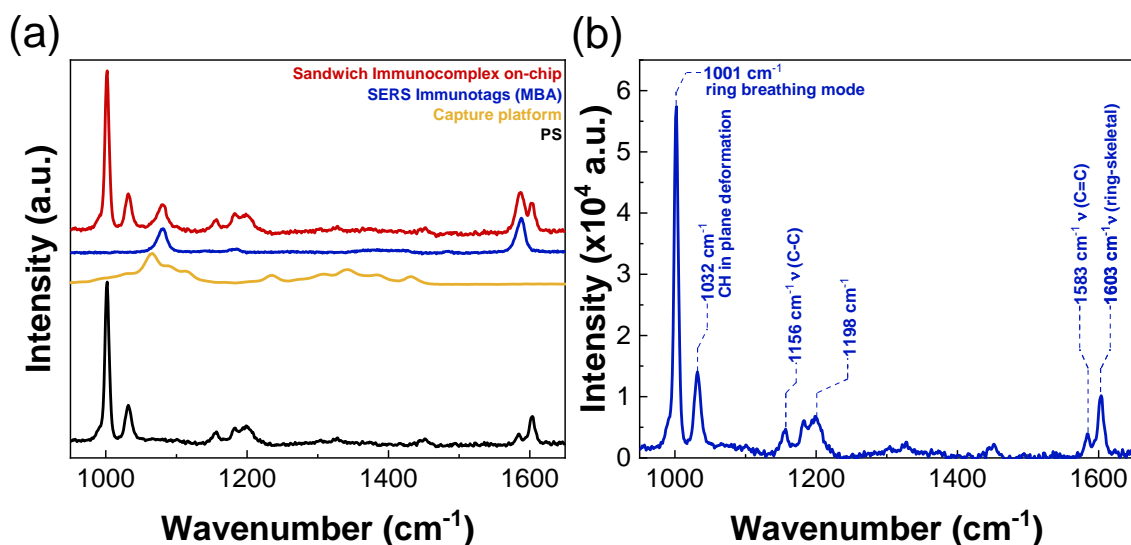 (a)
Sandwich Immunocomplex on-chip
SERS Immunotags (MBA)
Capture platform
PS
Intensity (a.u.)
1000 1200 1400 1600
Wavenumber (cm⁻¹)
(b)
1001 cm⁻¹
ring breathing mode
1032 cm⁻¹
CH in plane deformation
1156 cm⁻¹ ν (C-C)
1198 cm⁻¹
1583 cm⁻¹ ν (C=C)
1603 cm⁻¹ν (ring-skeletal)
Intensity (x10⁴ a.u.)
6
5
4
3
2
1
0
1000 1200 1400 1600
Wavenumber (cm⁻¹)